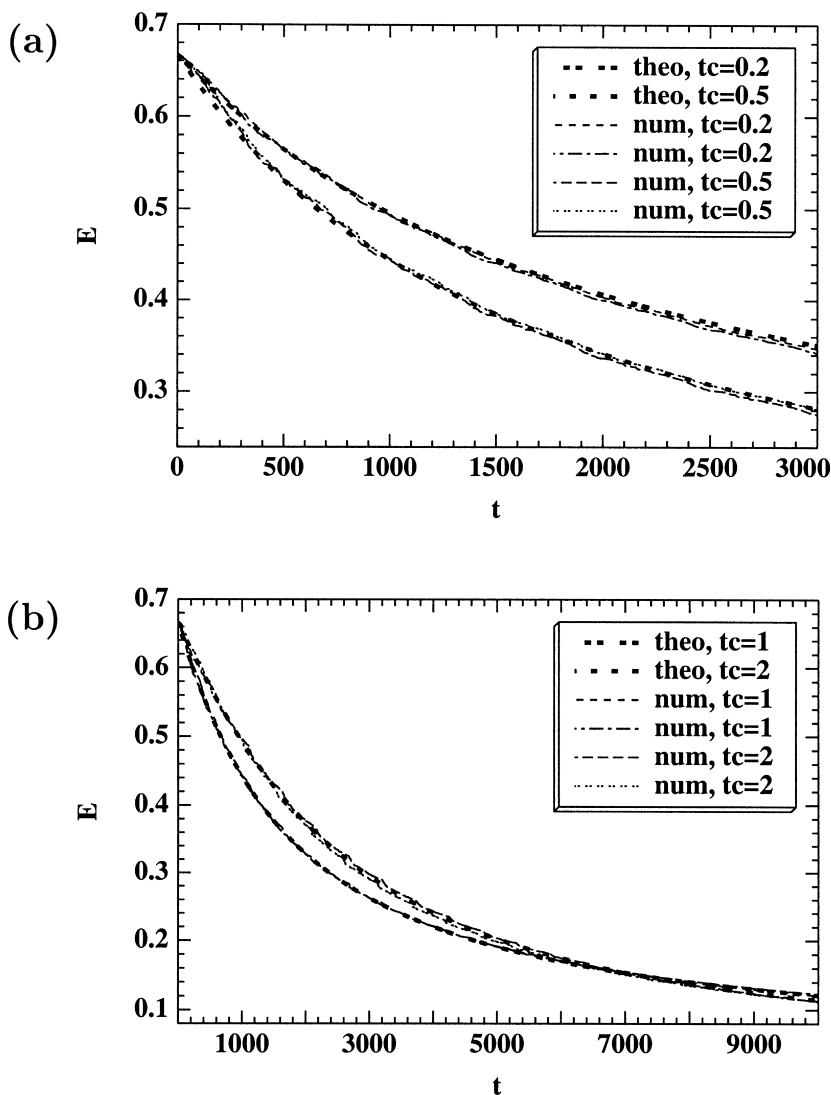 (a)
0.7
0.6
0.5
0.4
0.3
E
theo, tc=0.2
theo, tc=0.5
num, tc=0.2
num, tc=0.2
num, tc=0.5
num, tc=0.5
0 500 1000 1500 2000 2500 3000
t
(b)
0.7
0.6
0.5
0.4
0.3
0.2
0.1
E
theo, tc=1
theo, tc=2
num, tc=1
num, tc=1
num, tc=2
num, tc=2
1000 3000 5000 7000 9000
t